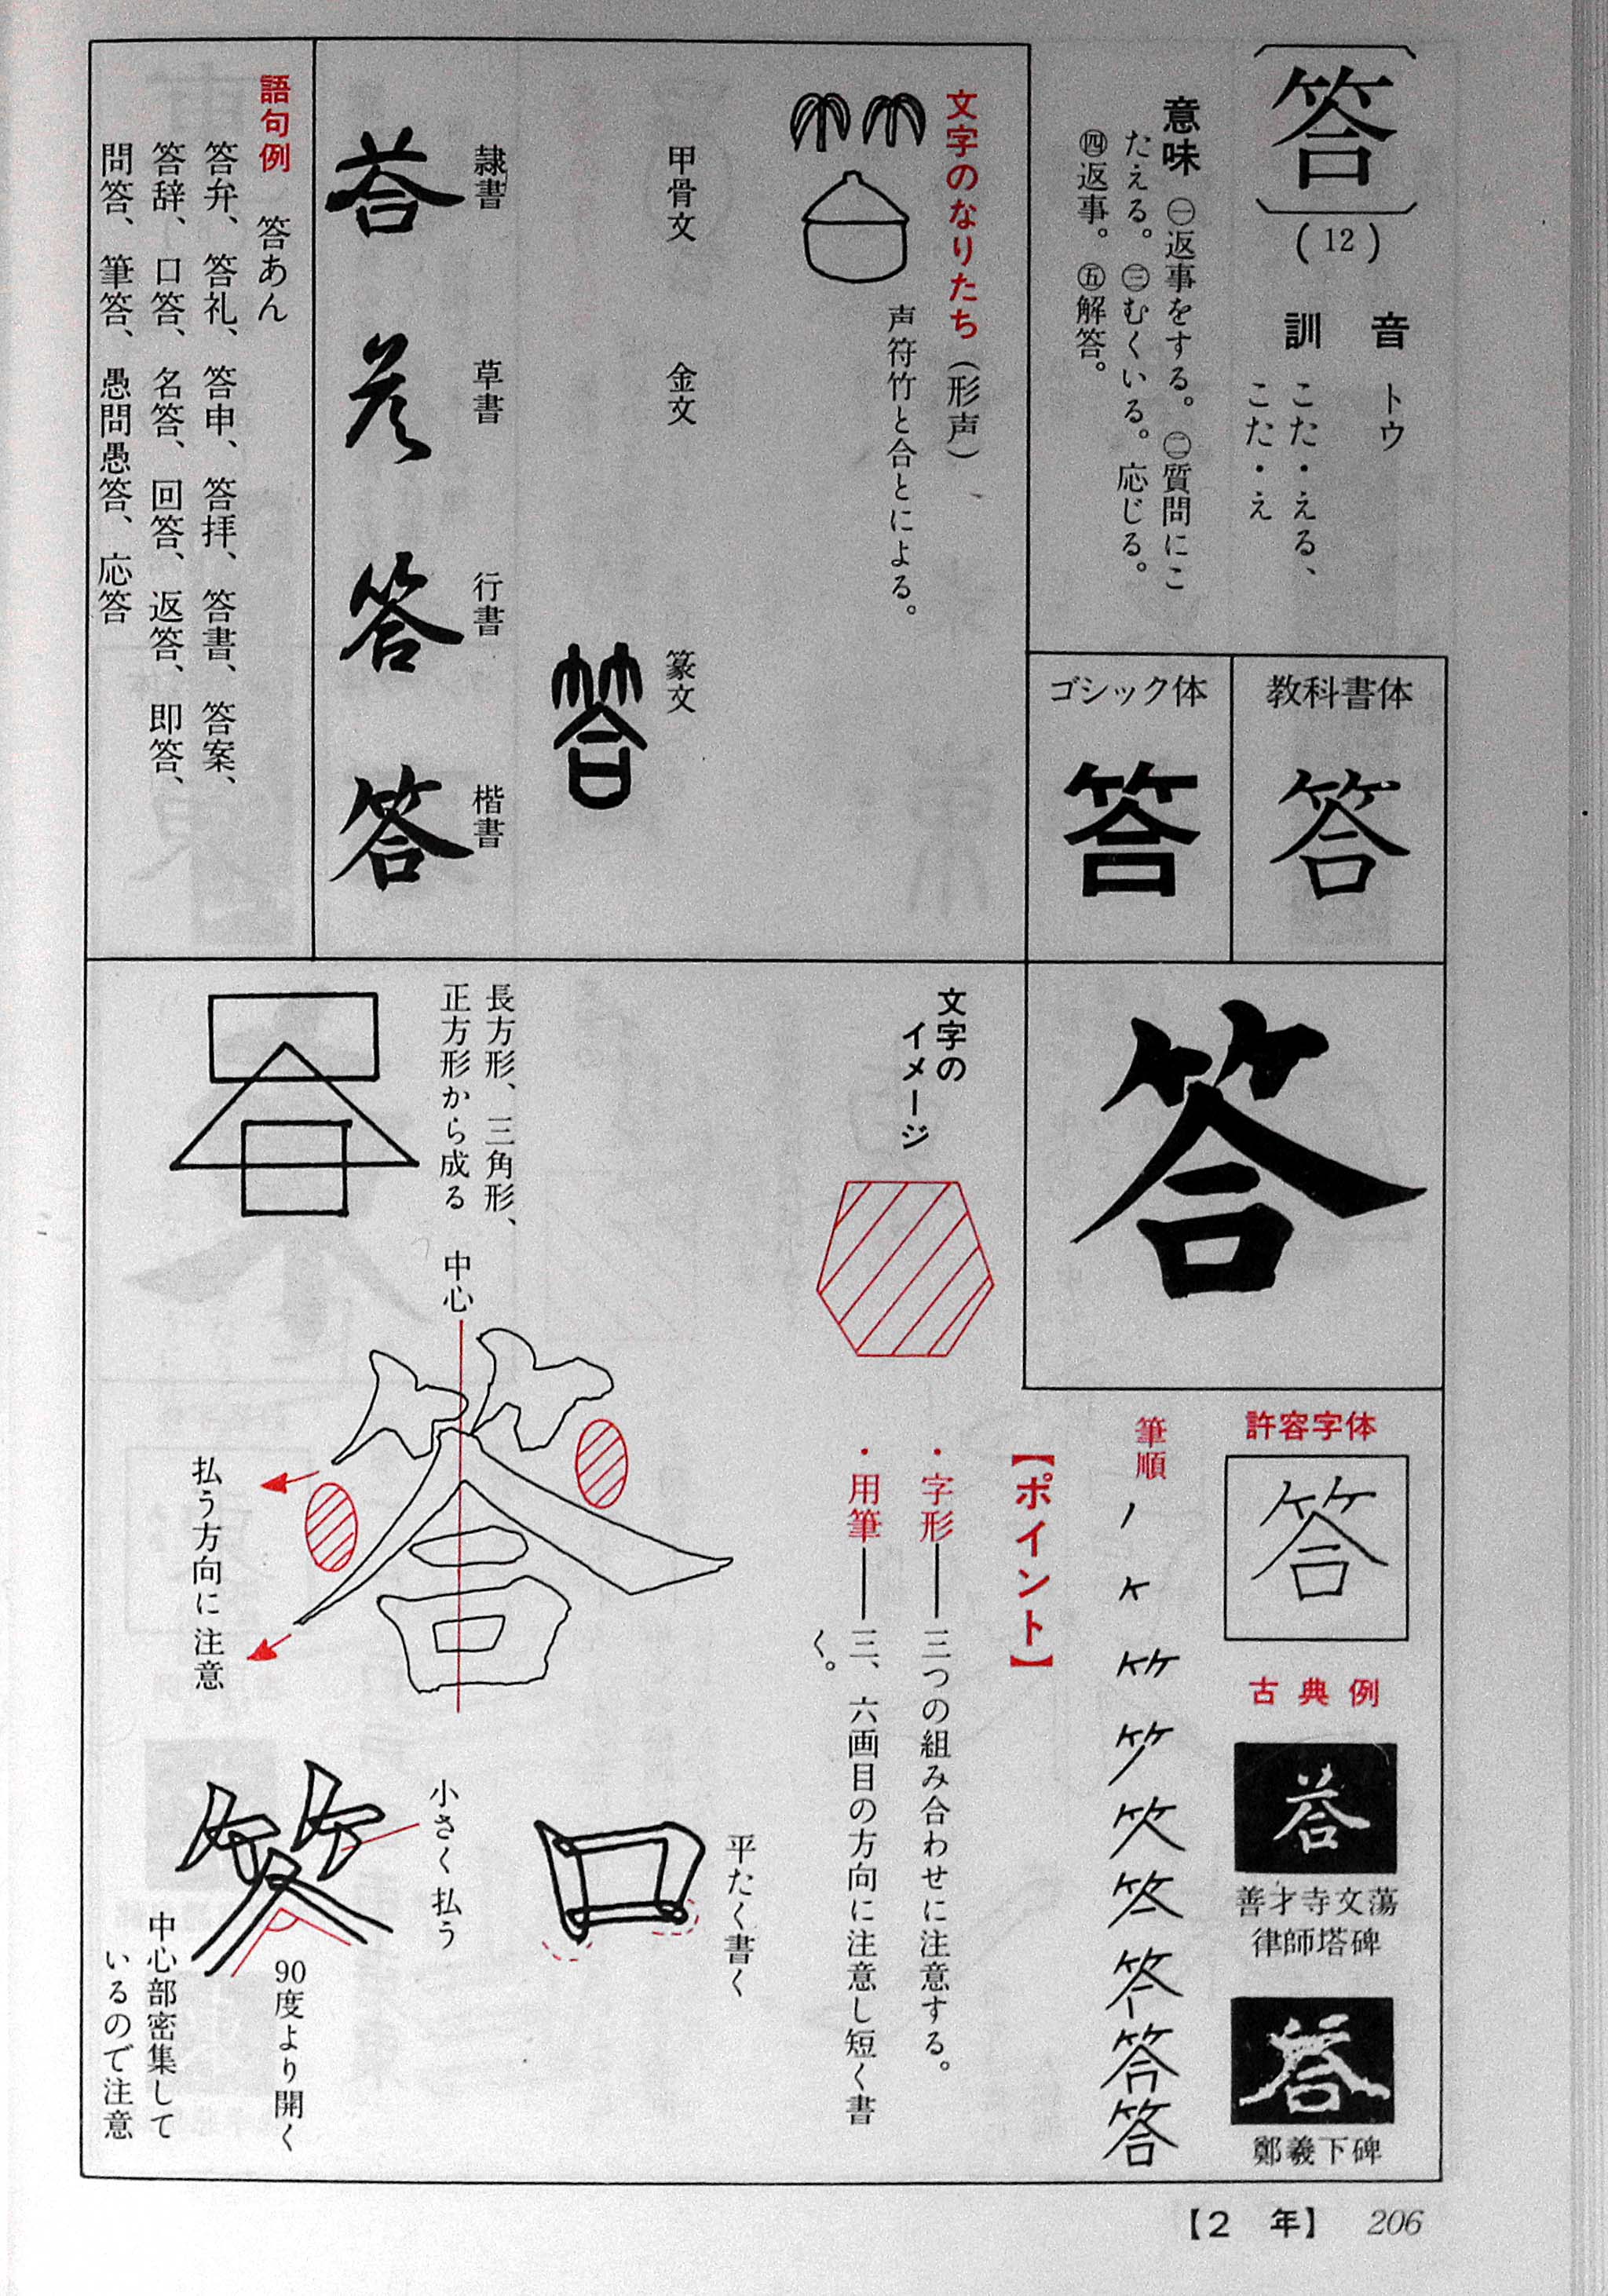 答
(12)
音　トウ
訓　こた・える、
こた・え
意味　㊀返事をする。㊁質問にこ
たえる。㊂むくいる。応じる。
㊃返事。㊄解答。
教科書体
答
ゴシック体
答
文字のなりたち（形声）
声符竹と合とによる。
甲骨文
金文
篆文
答
隷書
荅
草書
答
行書
答
楷書
答
語句例　答あん
答弁、答礼、答申、答拝、答書、答案、
答辞、口答、名答、回答、返答、即答、
問答、筆答、愚問愚答、応答
答
許容字体
答
古典例
荅
善才寺文蕩
律師塔碑
荅
鄭羲下碑
筆順
【ポイント】
・字形――三つの組み合わせに注意する。
・用筆――三、六画目の方向に注意し短く書
く。
文字の
イメージ
長方形、三角形、
正方形から成る
中心
払う方向に注意
平たく書く
小さく払う
90度より開く
中心部密集して
いるので注意
【2　年】　206